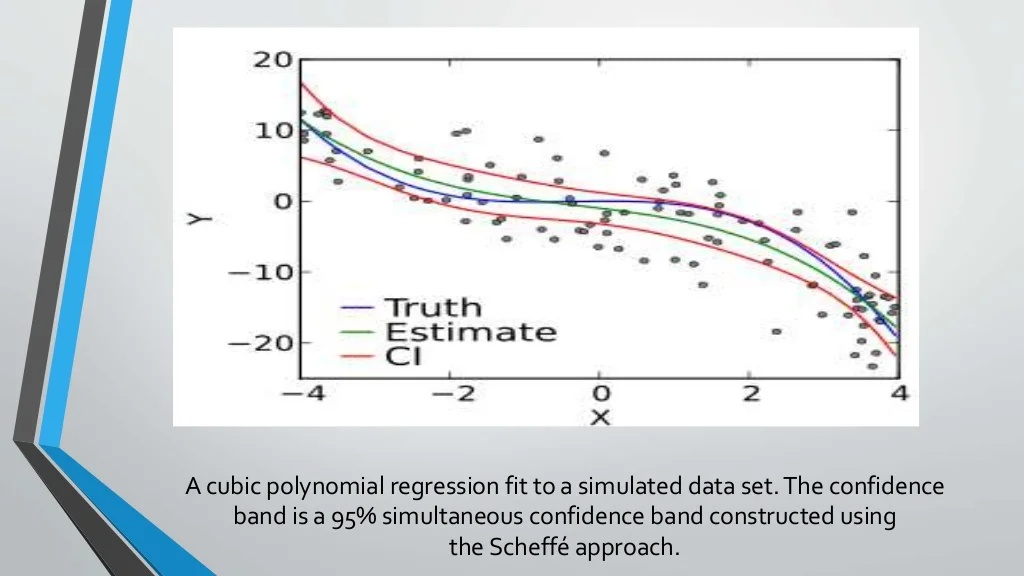 20
10
0
−10
−20
Y
Truth
Estimate
CI
−4 −2 0 2 4
X
A cubic polynomial regression fit to a simulated data set. The confidence
band is a 95% simultaneous confidence band constructed using
the Scheffé approach.